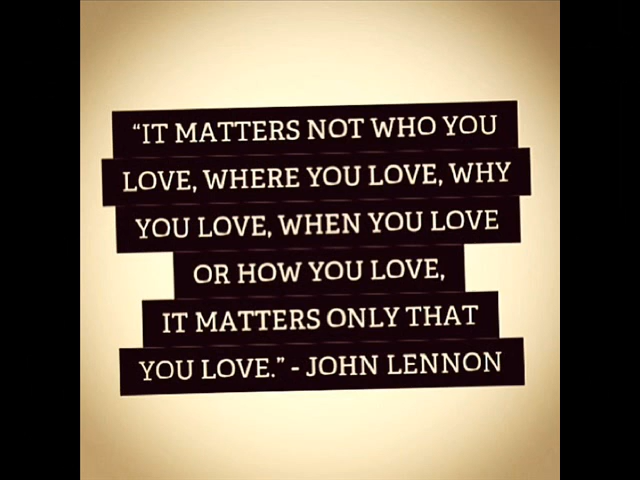 “IT MATTERS NOT WHO YOU
LOVE, WHERE YOU LOVE, WHY
YOU LOVE, WHEN YOU LOVE
OR HOW YOU LOVE,
IT MATTERS ONLY THAT
YOU LOVE.” - JOHN LENNON